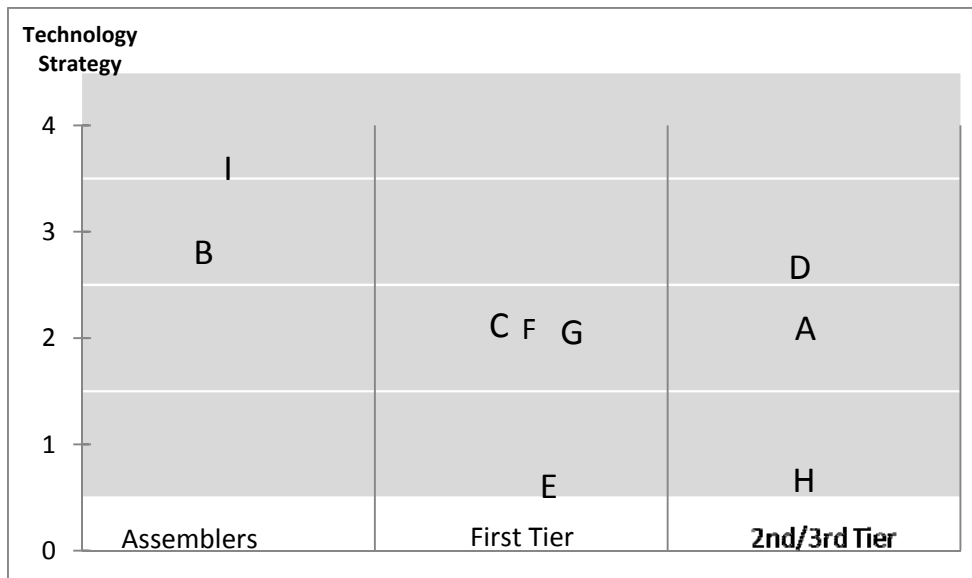 Technology
Strategy
4
I
3
B
D
2
C F G
A
1
E
H
0
Assemblers
First Tier
2nd/3rd Tier